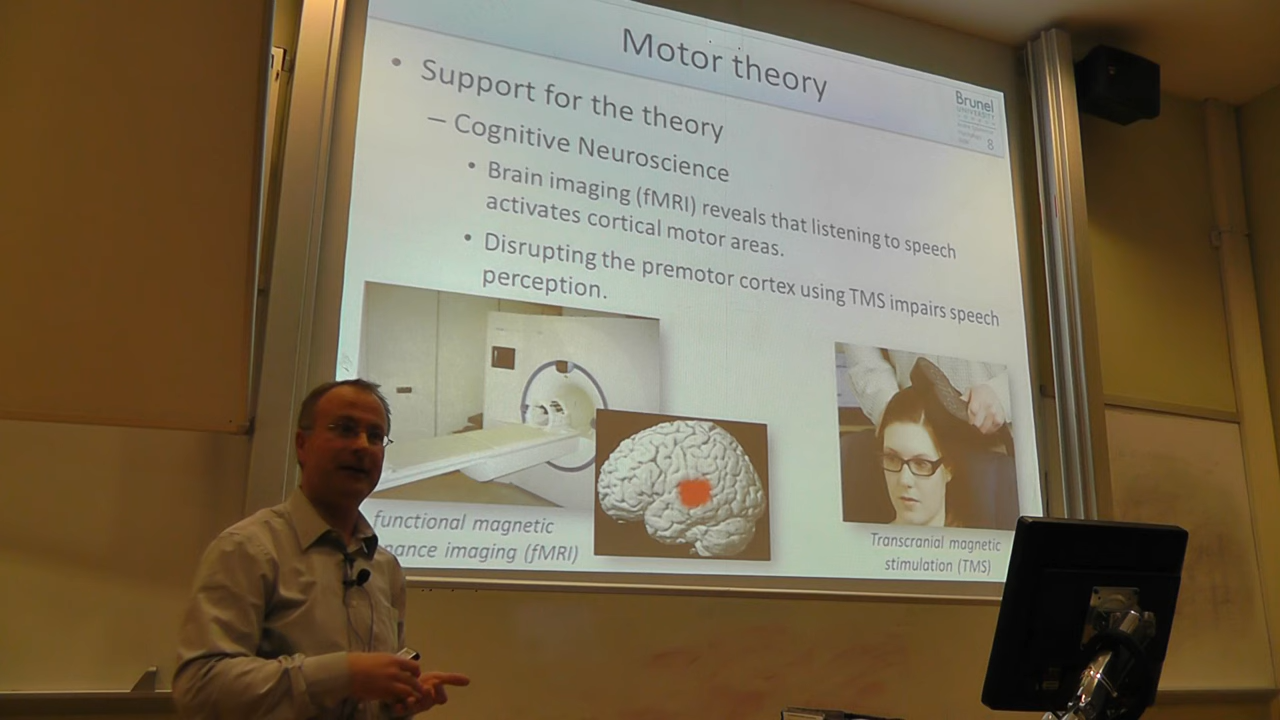 Motor theory
Brunel
UNIVERSITY
8
• Support for the theory
– Cognitive Neuroscience
• Brain imaging (fMRI) reveals that listening to speech
activates cortical motor areas.
• Disrupting the premotor cortex using TMS impairs speech
perception.
functional magnetic
nance imaging (fMRI)
Transcranial magnetic
stimulation (TMS)